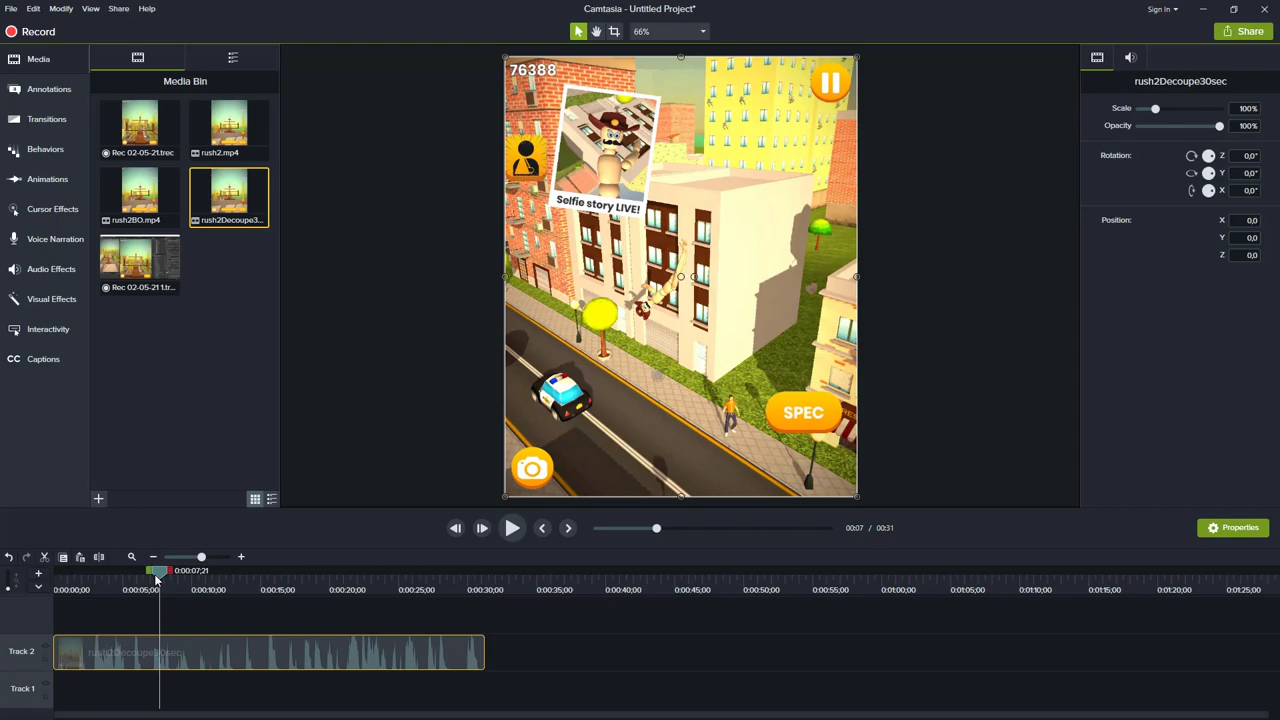 File Edit Modify View Share Help
Camtasia - Untitled Project*
Sign In
Record
66%
Share
Media
Annotations
Transitions
Behaviors
Animations
Cursor Effects
Voice Narration
Audio Effects
Visual Effects
Interactivity
CC Captions
Media Bin
Rec 02-05-21.trec
rush2.mp4
rush2BO.mp4
rush2Decoupe3...
Rec 02-05-21 1.tr...
76388
Selfie story LIVE!
SPEC
rush2Decoupe30sec
Scale 100%
Opacity 100%
Rotation: Z 0,0°
Y 0,0°
X 0,0°
Position: X 0,0
Y 0,0
Z 0,0
00:07 / 00:31
Properties
0:00:07;21
0:00:00;00 0:00:05;00 0:00:10;00 0:00:15;00 0:00:20;00 0:00:25;00 0:00:30;00 0:00:35;00 0:00:40;00 0:00:45;00 0:00:50;00 0:00:55;00 0:01:00;00 0:01:05;00 0:01:10;00 0:01:15;00 0:01:20;00 0:01:25;00
Track 2
rush2Decoupe30sec
Track 1